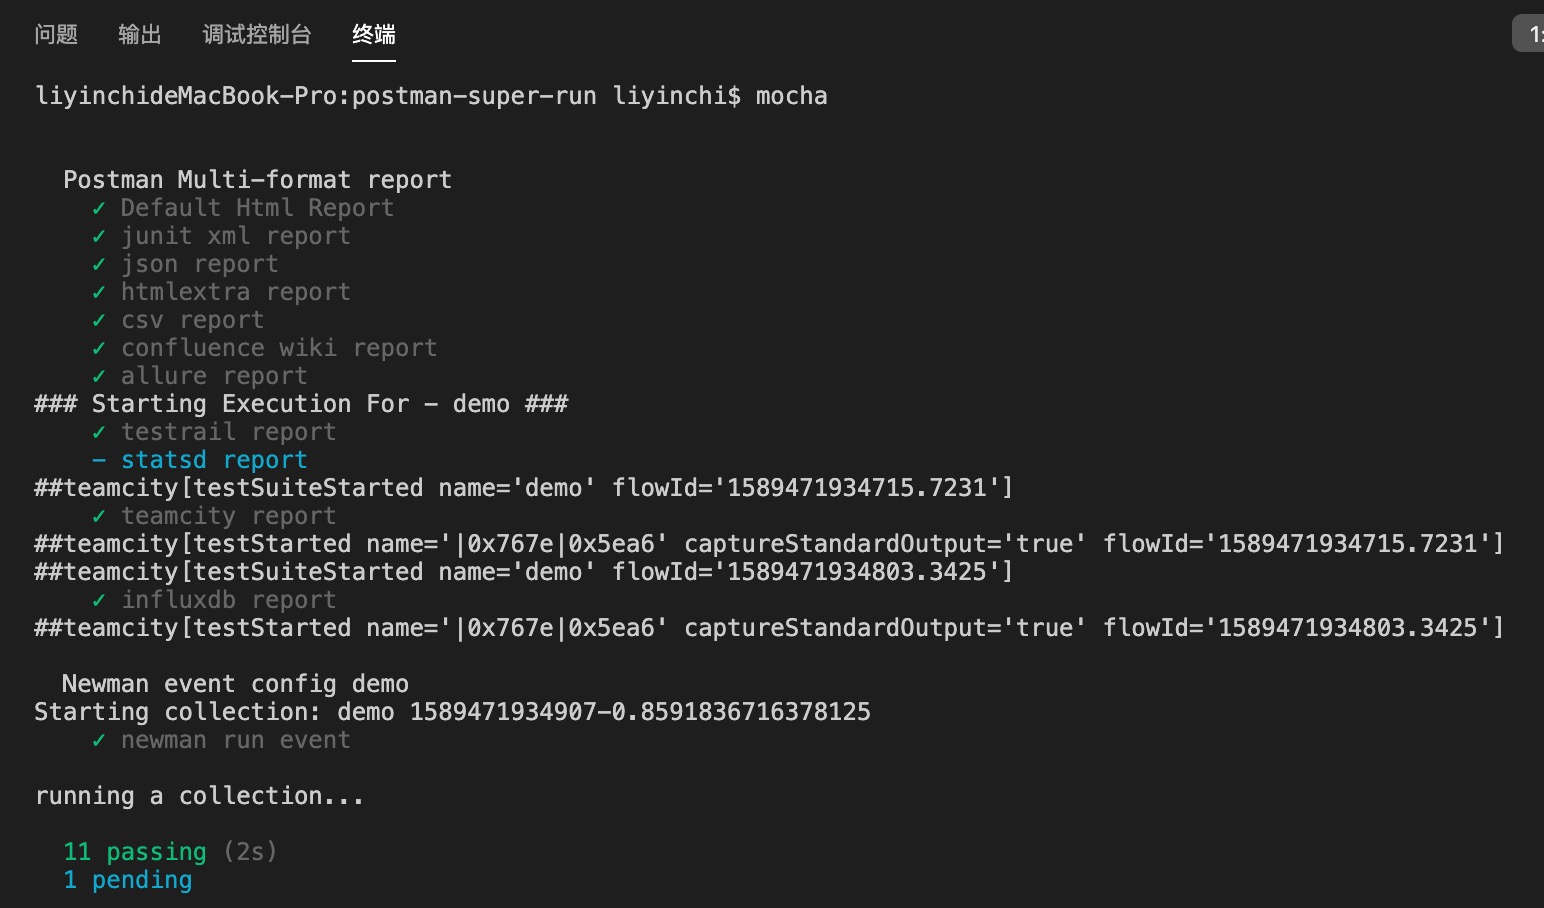 问题 输出 调试控制台 终端 1:
liyinchideMacBook-Pro:postman-super-run liyinchi$ mocha
Postman Multi-format report
✓ Default Html Report
✓ junit xml report
✓ json report
✓ htmlextra report
✓ csv report
✓ confluence wiki report
✓ allure report
### Starting Execution For - demo ###
✓ testrail report
- statsd report
##teamcity[testSuiteStarted name='demo' flowId='1589471934715.7231']
✓ teamcity report
##teamcity[testStarted name='|0x767e|0x5ea6' captureStandardOutput='true' flowId='1589471934715.7231']
##teamcity[testSuiteStarted name='demo' flowId='1589471934803.3425']
✓ influxdb report
##teamcity[testStarted name='|0x767e|0x5ea6' captureStandardOutput='true' flowId='1589471934803.3425']
Newman event config demo
Starting collection: demo 1589471934907-0.8591836716378125
✓ newman run event
running a collection...
11 passing (2s)
1 pending